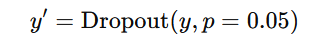 y′ = Dropout(y, p = 0.05)